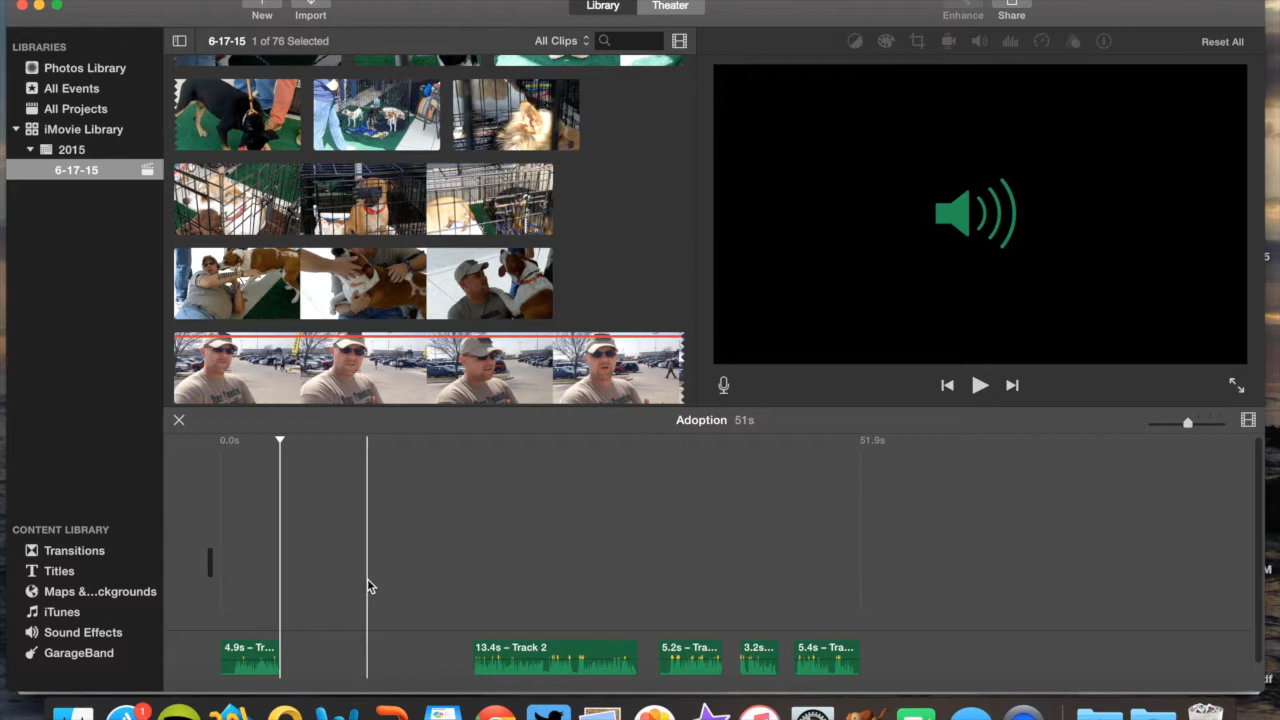 New
Import
Library
Theater
Enhance
Share
LIBRARIES
Photos Library
All Events
All Projects
iMovie Library
2015
6-17-15
6-17-15 1 of 76 Selected
All Clips
Reset All
Adoption 51s
0.0s
51.9s
CONTENT LIBRARY
Transitions
Titles
Maps &...ckgrounds
iTunes
Sound Effects
GarageBand
4.9s – Tr...
13.4s – Track 2
5.2s – Tra...
3.2s...
5.4s – Tra...
1